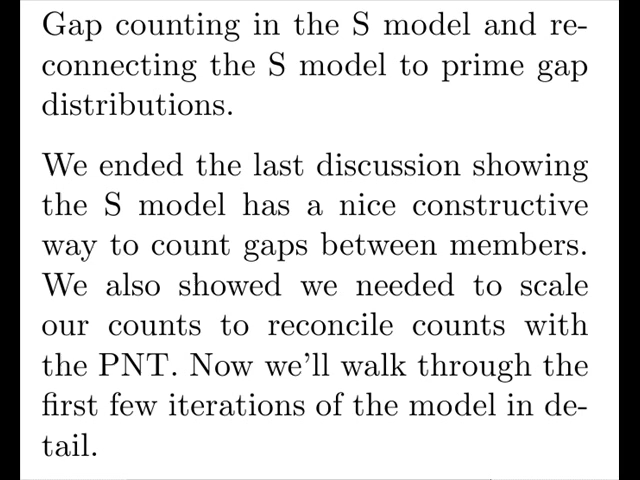 Gap counting in the S model and re-
connecting the S model to prime gap
distributions.
We ended the last discussion showing
the S model has a nice constructive
way to count gaps between members.
We also showed we needed to scale
our counts to reconcile counts with
the PNT. Now we'll walk through the
first few iterations of the model in de-
tail.